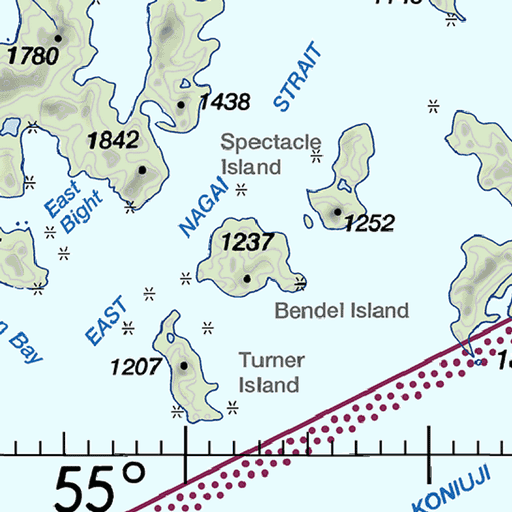 1780
STRAIT
1438
1842
Spectacle
Island
East
Bight
NAGAI
1252
1237
EAST
Bendel Island
Bay
1207
Turner
Island
55°
KONIUJI